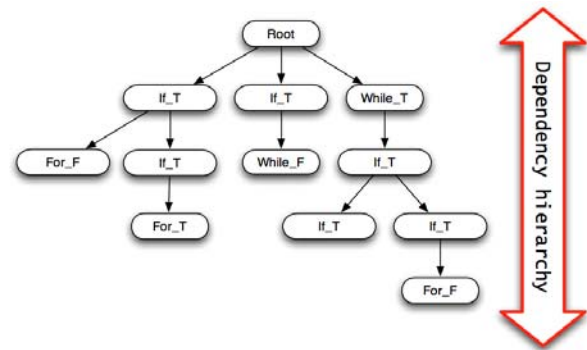 Root
If_T
If_T
While_T
For_F
If_T
While_F
If_T
For_T
If_T
If_T
For_F
Dependency hierarchy